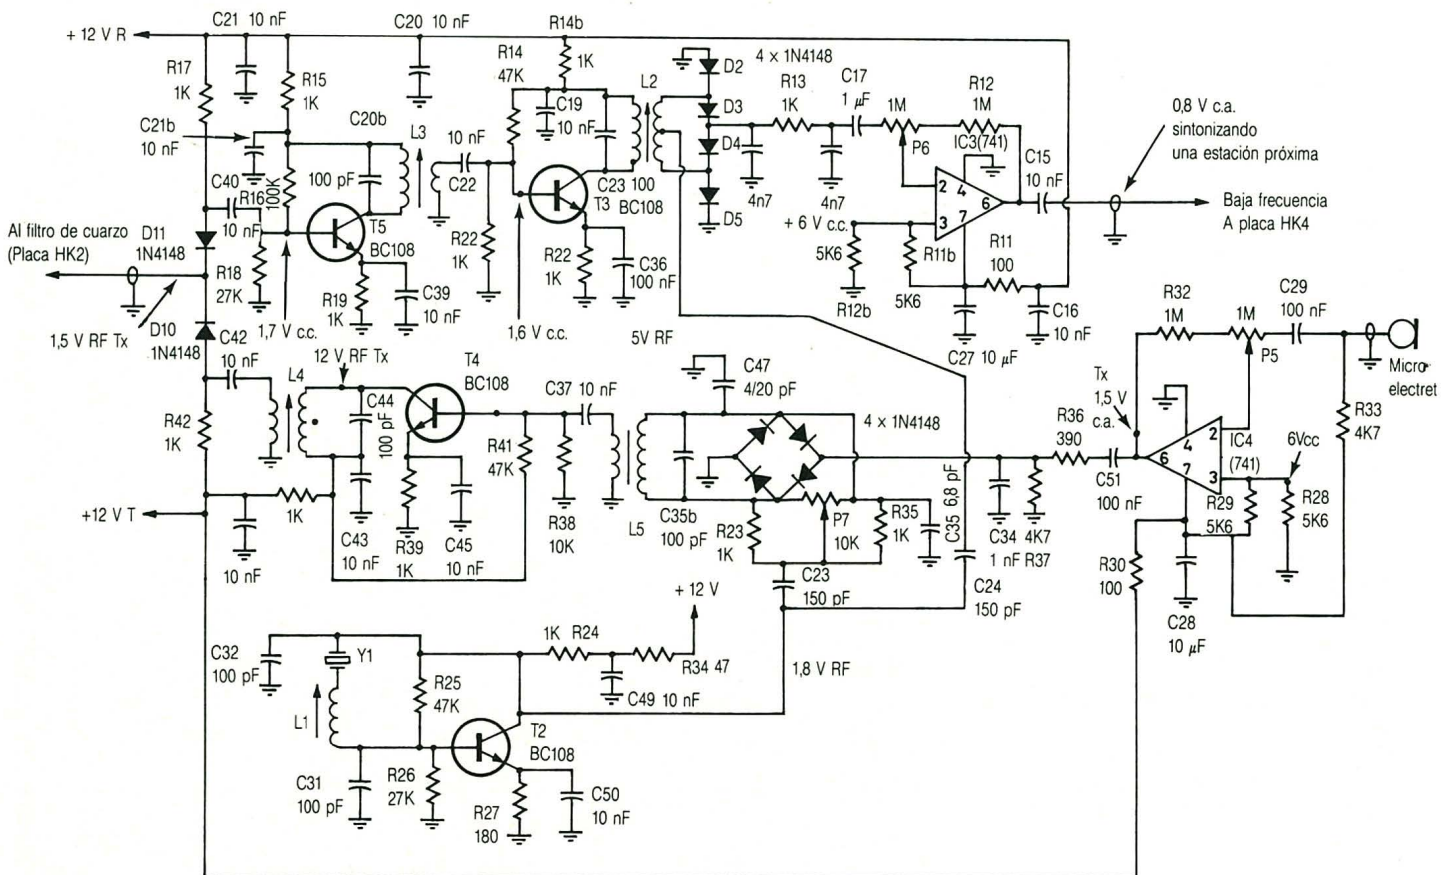 + 12 V R
C21 10 nF
C20 10 nF
R14b
1K
R17
1K
R15
1K
R14
47K
C21b
10 nF
C20b
L3
100 pF
10 nF
C22
C19
10 nF
L2
C23 100
D2
D3
D4
D5
4 x 1N4148
R13
1K
C17
1 µF
1M
P6
R12
1M
IC3(741)
C15
10 nF
0,8 V c.a.
sintonizando
una estación próxima
4n7
4n7
2
4
6
3
7
+ 6 V c.c.
5K6
R12b
R11b
5K6
R11
100
C27 10 µF
C16
10 nF
Baja frecuencia
A placa HK4
C40
10 nF
R16
100K
T5
BC108
T3
BC108
Al filtro de cuarzo
(Placa HK2)
D11
1N4148
R18
27K
R19
1K
C39
10 nF
R22
1K
R22
1K
C36
100 nF
1,5 RF Tx
D10
1N4148
1,7 V c.c.
1,6 V c.c.
5V RF
C42
10 nF
L4
12 V RF Tx
T4
BC108
C44
100 pF
C37 10 nF
C47
4/20 pF
4 x 1N4148
R42
1K
R41
47K
+12 V T
1K
10 nF
C43
10 nF
R39
1K
C45
10 nF
R38
10K
L5
C35b
100 pF
R23
1K
P7
10K
R35
1K
C35 6,8 pF
C23
150 pF
C24
150 pF
C34
1 nF
4K7
R37
R36
390
C51
100 nF
Tx
1,5 V
c.a.
R32
1M
1M
P5
C29
100 nF
Micro-
electret
R33
4K7
4
2
6
7
3
IC4
(741)
6Vcc
R29
5K6
R28
5K6
R30
100
C28
10 µF
+ 12 V
C32
100 pF
Y1
L1
R25
47K
1K R24
R34 47
C49 10 nF
1,8 V RF
T2
BC108
C31
100 pF
R26
27K
R27
180
C50
10 nF